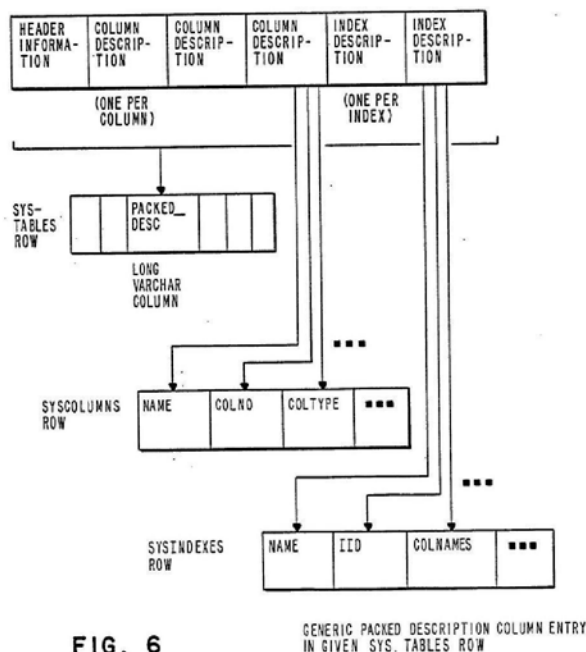 HEADER
INFORMA-
TION
COLUMN
DESCRIP-
TION
COLUMN
DESCRIP-
TION
COLUMN
DESCRIP-
TION
INDEX
DESCRIP-
TION
INDEX
DESCRIP-
TION
(ONE PER
COLUMN)
(ONE PER
INDEX)
SYS-
TABLES
ROW
PACKED_
DESC
LONG
VARCHAR
COLUMN
SYSCOLUMNS
ROW
NAME
COLNO
COLTYPE
SYSINDEXES
ROW
NAME
IID
COLNAMES
FIG. 6
GENERIC PACKED DESCRIPTION COLUMN ENTRY
IN GIVEN SYS. TABLES ROW